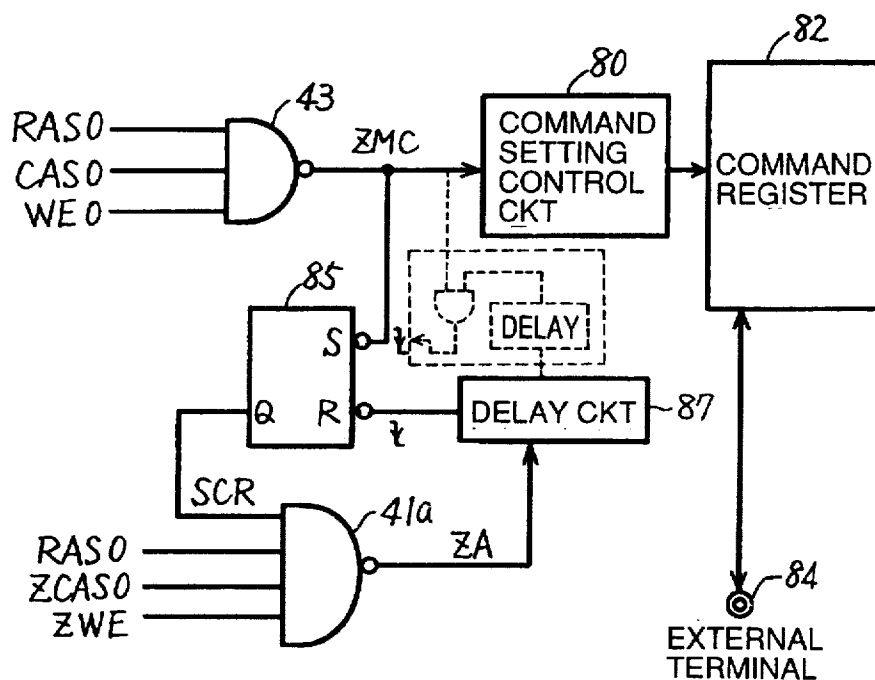 82
80
43
RAS0
CAS0
WE0
ZMC
COMMAND
SETTING
CONTROL
CKT
COMMAND
REGISTER
85
S
DELAY
Q
R
DELAY CKT
87
SCR
41a
RAS0
ZCAS0
ZWE
ZA
84
EXTERNAL
TERMINAL